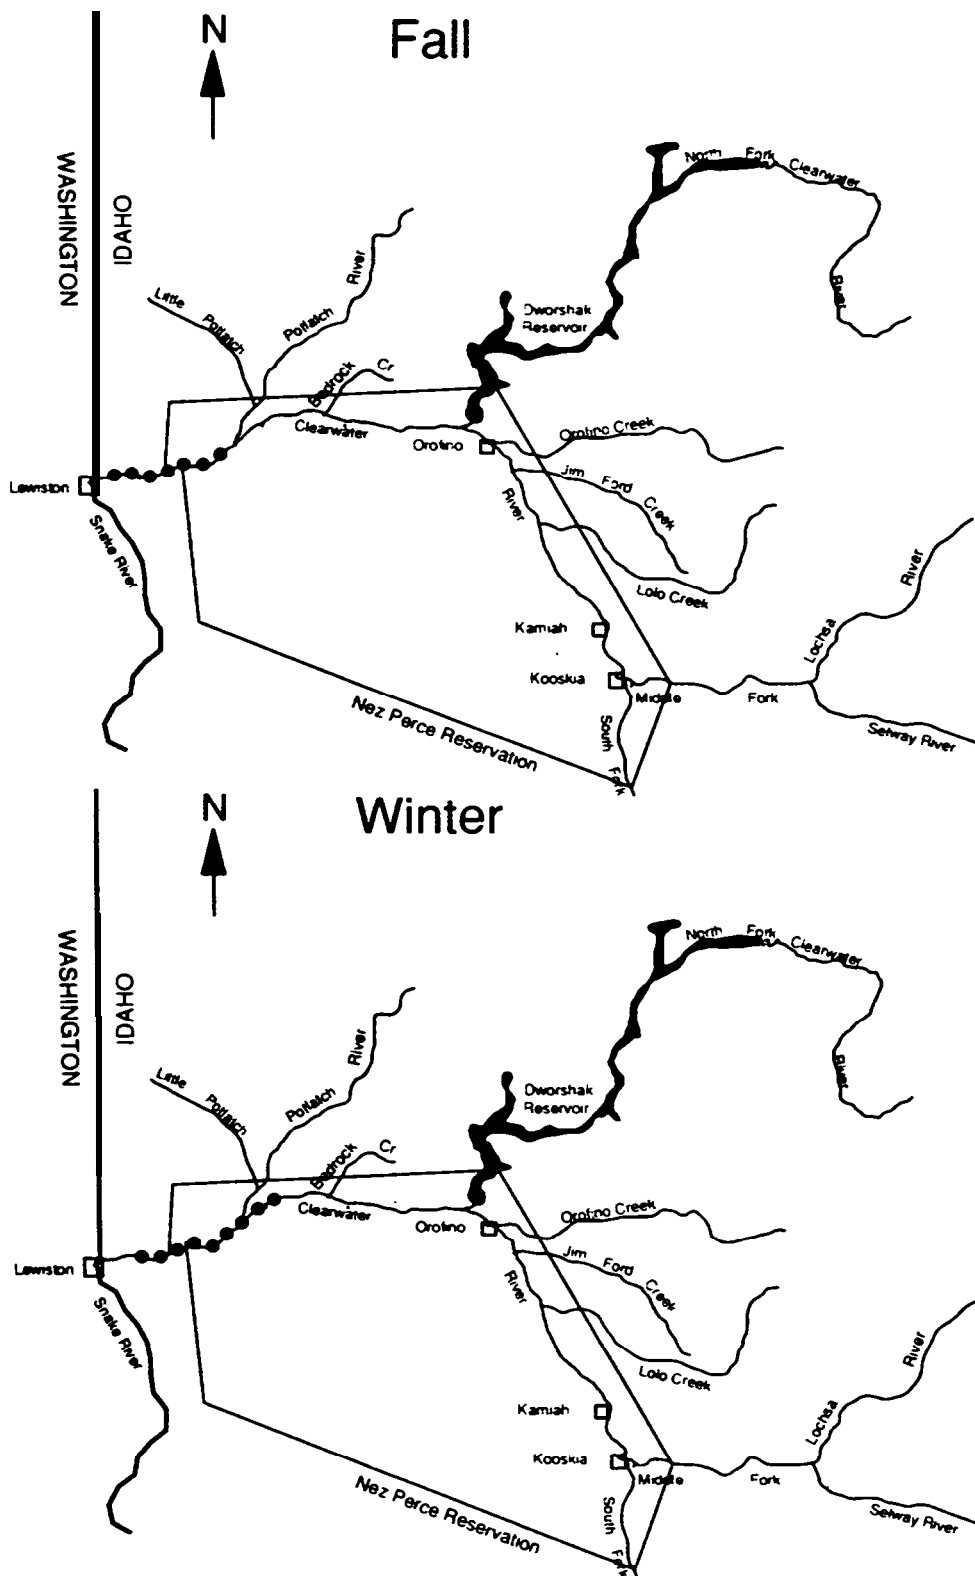 N
Fall
WASHINGTON
IDAHO
North Fork Clearwater
River
Little
Potlatch
Potlatch
River
Dworshak
Reservoir
Bedrock
Cr
Clearwater
Orofino
Orofino Creek
Jim Ford Creek
River
Lewiston
Snake River
Lolo Creek
Lochsa River
Kamiah
Kooskia
Middle Fork
Selway River
South
Fork
Nez Perce Reservation
N
Winter
WASHINGTON
IDAHO
North Fork Clearwater
River
Little
Potlatch
Potlatch
River
Dworshak
Reservoir
Bedrock
Cr
Clearwater
Orofino
Orofino Creek
Jim Ford Creek
River
Lewiston
Snake River
Lolo Creek
Lochsa River
Kamiah
Kooskia
Middle Fork
Selway River
South
Fork
Nez Perce Reservation